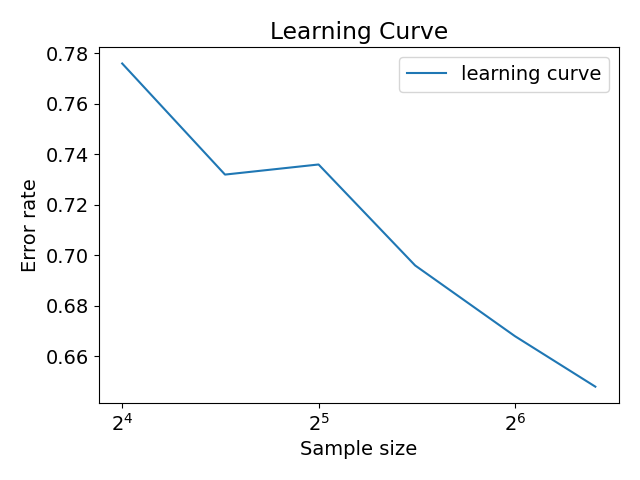 Learning Curve
learning curve
0.78
0.76
0.74
0.72
0.70
0.68
0.66
Error rate
2⁴
2⁵
2⁶
Sample size